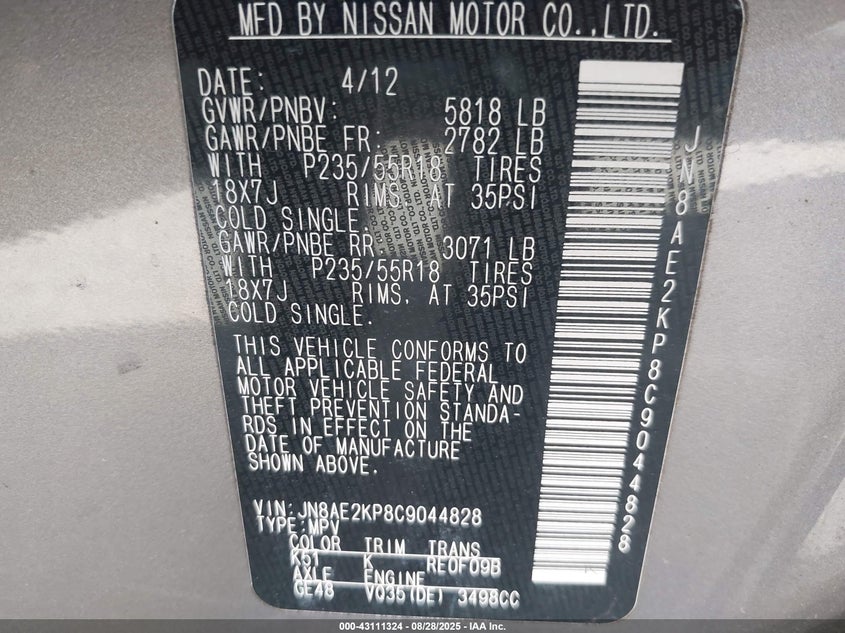 MFD BY NISSAN MOTOR CO.,LTD.
DATE: 4/12
GVWR/PNBV: 5818 LB
GAWR/PNBE FR: 2782 LB
WITH P235/55R18 TIRES
18X7J RIMS, AT 35PSI
COLD SINGLE.
GAWR/PNBE RR 3071 LB
WITH P235/55R18 TIRES
18X7J RIMS, AT 35PSI
COLD SINGLE.
THIS VEHICLE CONFORMS TO
ALL APPLICABLE FEDERAL
MOTOR VEHICLE SAFETY AND
THEFT PREVENTION STANDA-
RDS IN EFFECT ON THE
DATE OF MANUFACTURE
SHOWN ABOVE.
VIN:JN8AE2KP8C9044828
TYPE:MPV
COLOR TRIM TRANS
K51 K RE0F09B
AXLE ENGINE
GE48 VQ35(DE) 3498CC
JN8AE2KP8C9044828
000-43111324 - 08/28/2025 - IAA Inc.